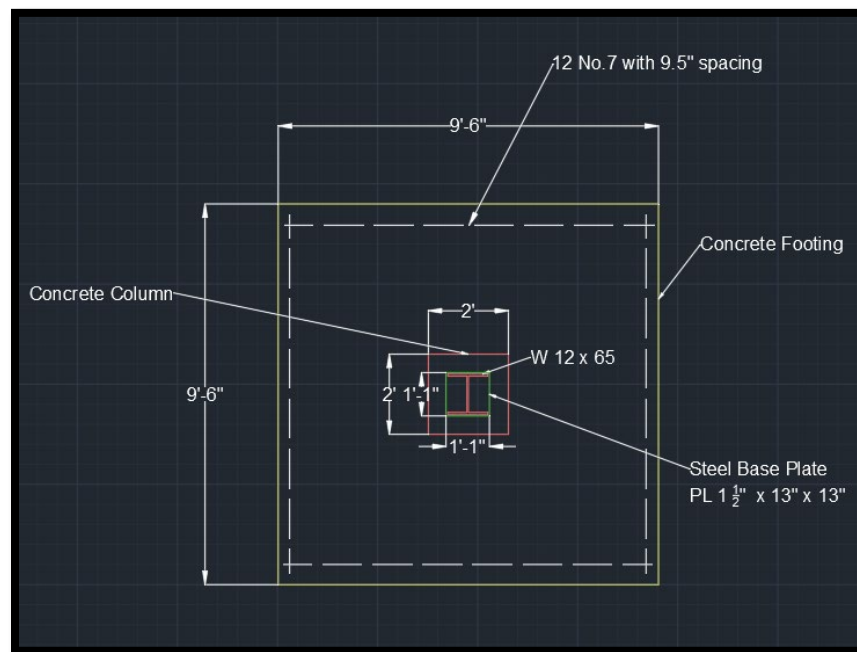 12 No.7 with 9.5" spacing
9'-6"
Concrete Footing
Concrete Column
2'
W 12 x 65
9'-6"
2' 1'-1"
1'-1"
Steel Base Plate
PL 1 1/2" x 13" x 13"